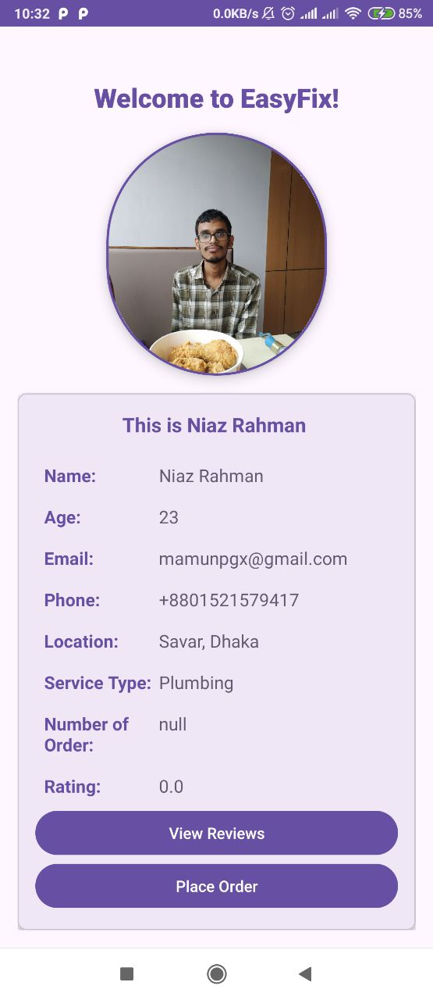 10:32 0.0KB/s 85%
Welcome to EasyFix!
This is Niaz Rahman
Name: Niaz Rahman
Age: 23
Email: mamunpgx@gmail.com
Phone: +8801521579417
Location: Savar, Dhaka
Service Type: Plumbing
Number of null
Order:
Rating: 0.0
View Reviews
Place Order